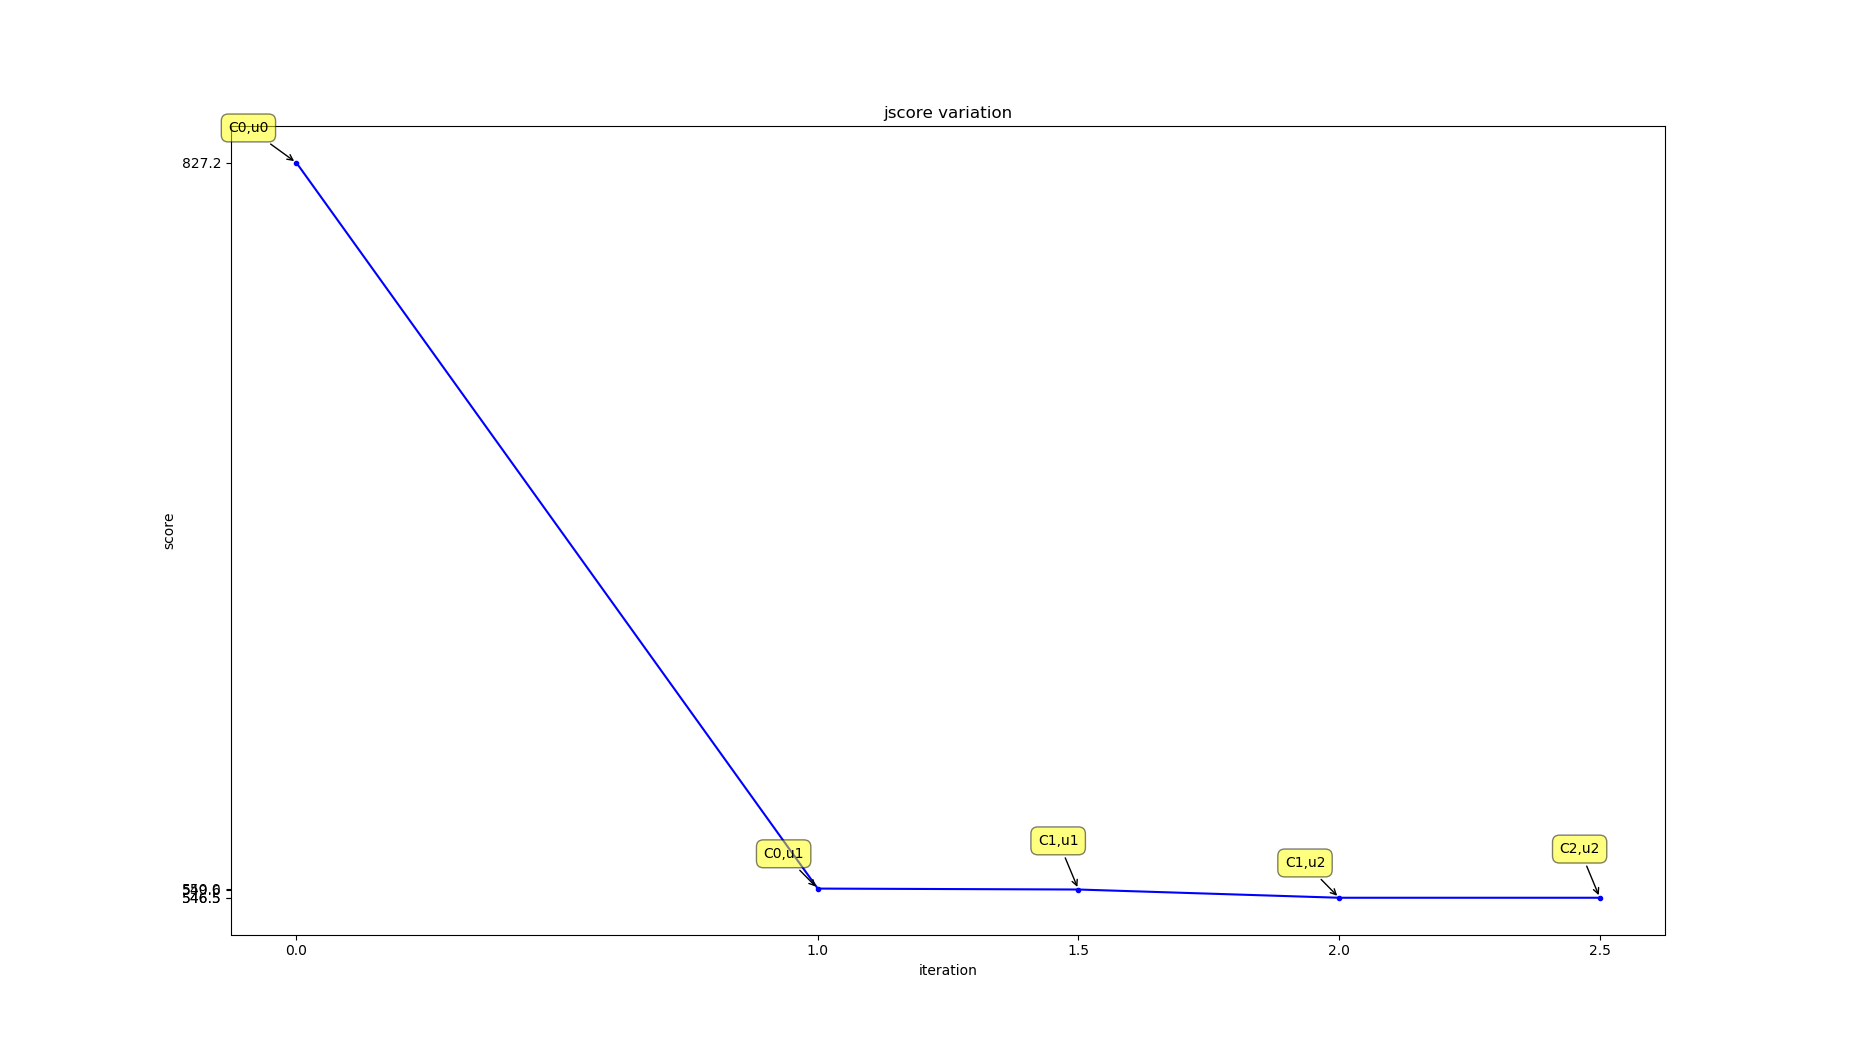 jscore variation
C0,u0
827.2
score
C0,u1
C1,u1
C1,u2
C2,u2
546.5
0.0
1.0
1.5
2.0
2.5
iteration